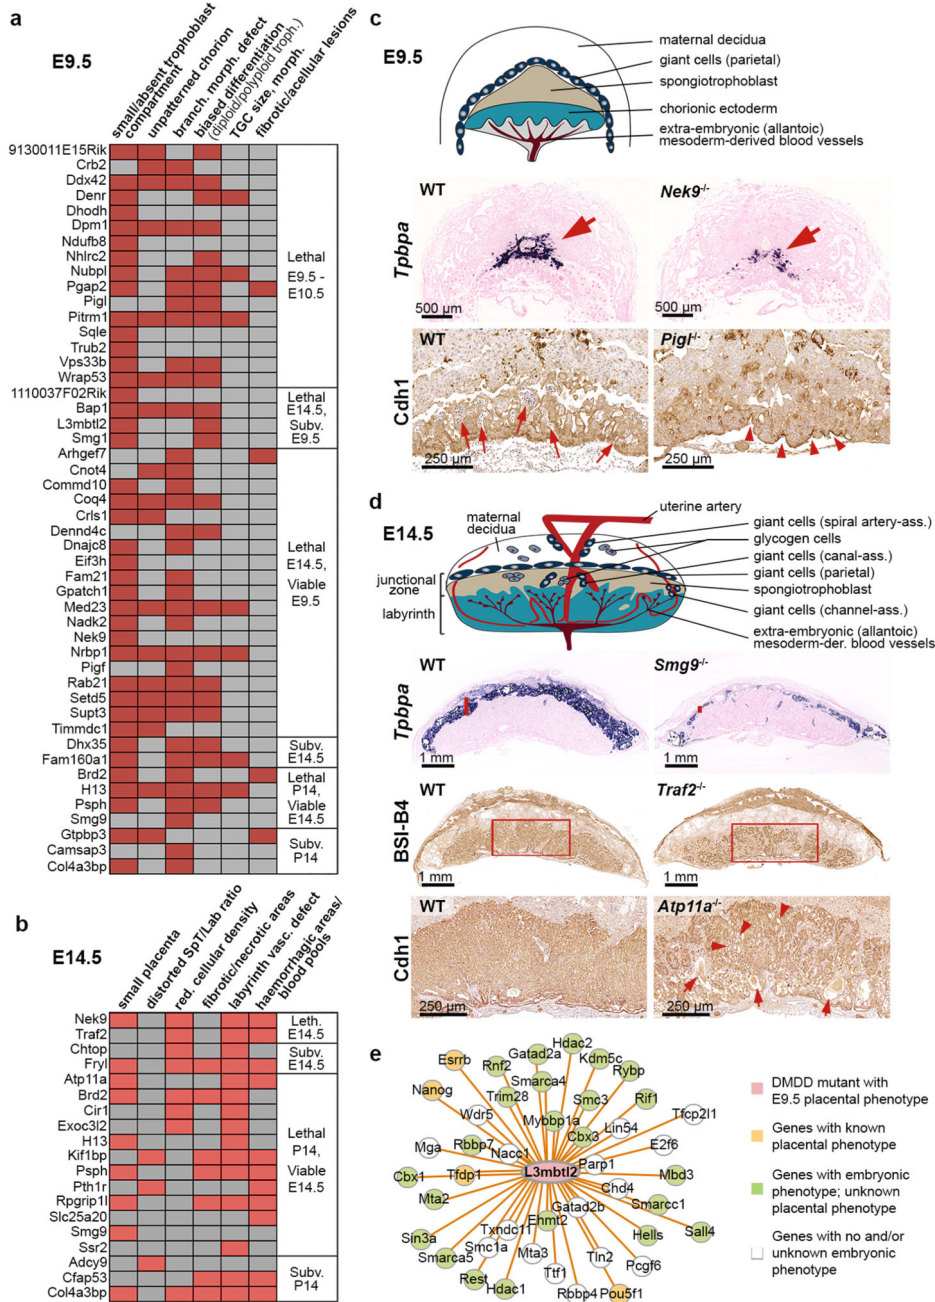 a
E9.5
small/absent trophoblast
compartment
unpatterned chorion
branch. morph. defect
biased differentiation
(diploid/polyploid troph.)
TGC size, morph.
fibrotic/acellular lesions
9130011E15Rik
Crb2
Ddx42
Denr
Dhodh
Dpm1
Ndufb8
Nhlrc2
Nubpl
Pgap2
Pigl
Pitrm1
Sqle
Trub2
Vps33b
Wrap53
Lethal
E9.5 -
E10.5
1110037F02Rik
Bap1
L3mbtl2
Smg1
Lethal
E14.5,
Subv.
E9.5
Arhgef7
Cnot4
Commd10
Coq4
Crls1
Dennd4c
Dnajc8
Eif3h
Fam21
Gpatch1
Med23
Nadk2
Nek9
Nrbp1
Pigf
Rab21
Setd5
Supt3
Timmdc1
Lethal
E14.5,
Viable
E9.5
Dhx35
Fam160a1
Subv.
E14.5
Brd2
H13
Psph
Smg9
Lethal
P14,
Viable
E14.5
Gtpbp3
Camsap3
Col4a3bp
Subv.
P14
b
E14.5
small placenta
distorted SpT/Lab ratio
red. cellular density
fibrotic/necrotic areas
labyrinth vasc. defect
haemorrhagic areas/
blood pools
Nek9
Traf2
Leth.
E14.5
Chtop
Fryl
Subv.
E14.5
Atp11a
Brd2
Cir1
Exoc3l2
H13
Kif1bp
Psph
Pth1r
Rpgrip1l
Slc25a20
Smg9
Ssr2
Lethal
P14,
Viable
E14.5
Adcy9
Cfap53
Col4a3bp
Subv.
P14
c
E9.5
maternal decidua
giant cells (parietal)
spongiotrophoblast
chorionic ectoderm
extra-embryonic (allantoic)
mesoderm-derived blood vessels
Tpbpa
WT
500 µm
Nek9-/-
500 µm
Cdh1
WT
250 µm
Pigl-/-
250 µm
d
E14.5
maternal
decidua
junctional
zone
labyrinth
uterine artery
giant cells (spiral artery-ass.)
glycogen cells
giant cells (canal-ass.)
giant cells (parietal)
spongiotrophoblast
giant cells (channel-ass.)
extra-embryonic (allantoic)
mesoderm-der. blood vessels
Tpbpa
WT
1 mm
Smg9-/-
1 mm
BSI-B4
WT
1 mm
Traf2-/-
1 mm
Cdh1
WT
250 µm
Atp11a-/-
250 µm
e
Hdac2
Gatad2a
Esrrb
Rnf2
Kdm5c
Smarca4
Rybp
Nanog
Trim28
Smc3
Rif1
Wdr5
Mybbp1a
Lin54
Tfcp2l1
Cbx3
Mga
Rbbp7
Nacc1
E2f6
Parp1
L3mbtl2
Cbx1
Tfdp1
Mbd3
Chd4
Mta2
Gatad2b
Smarcc1
Ehmt2
Sall4
Sin3a
Txndc11
Hells
Smarca5
Smc1a
Mta3
Tln2
Rest
Ttf1
Pcgf6
Hdac1
Rbbp4
Pou5f1
DMDD mutant with
E9.5 placental phenotype
Genes with known
placental phenotype
Genes with embryonic
phenotype; unknown
placental phenotype
Genes with no and/or
unknown embryonic
phenotype